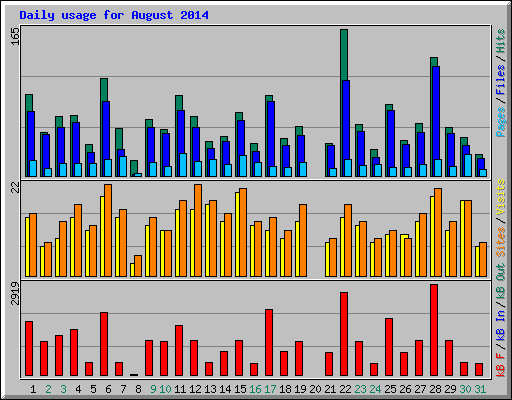 Daily usage for August 2014
165
Pages / Files / Hits
22
Sites / Visits
2919
kB F / kB In / kB Out
1 2 3 4 5 6 7 8 9 10 11 12 13 14 15 16 17 18 19 20 21 22 23 24 25 26 27 28 29 30 31